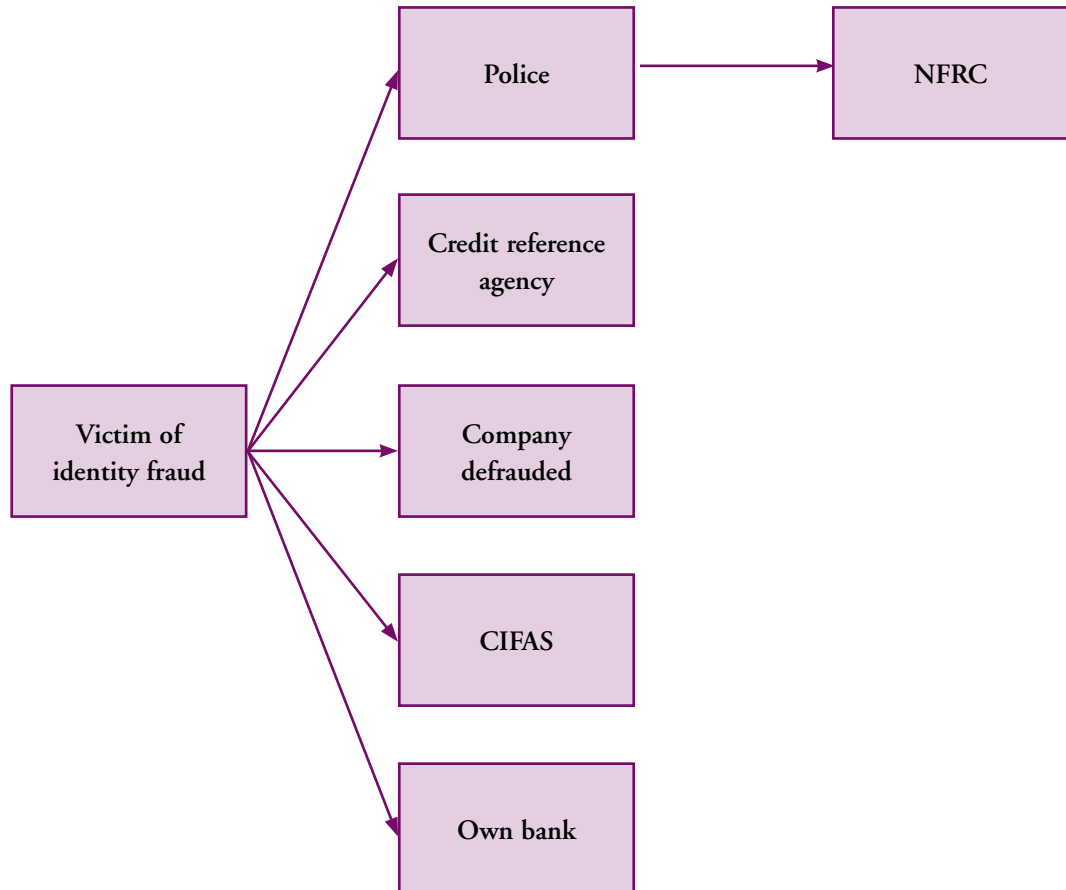 Police
NFRC
Credit reference
agency
Victim of
identity fraud
Company
defrauded
CIFAS
Own bank